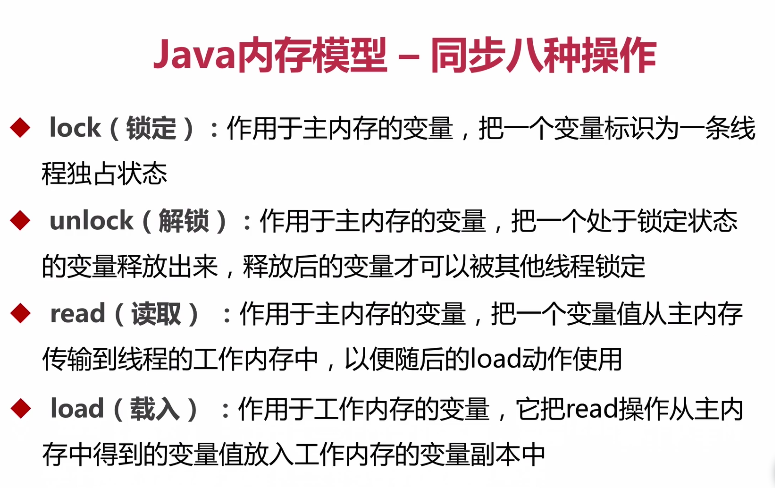 Java内存模型 – 同步八种操作
lock（锁定）：作用于主内存的变量，把一个变量标识为一条线
程独占状态
unlock（解锁）：作用于主内存的变量，把一个处于锁定状态
的变量释放出来，释放后的变量才可以被其他线程锁定
read（读取）：作用于主内存的变量，把一个变量值从主内存
传输到线程的工作内存中，以便随后的load动作使用
load（载入）：作用于工作内存的变量，它把read操作从主内
存中得到的变量值放入工作内存的变量副本中